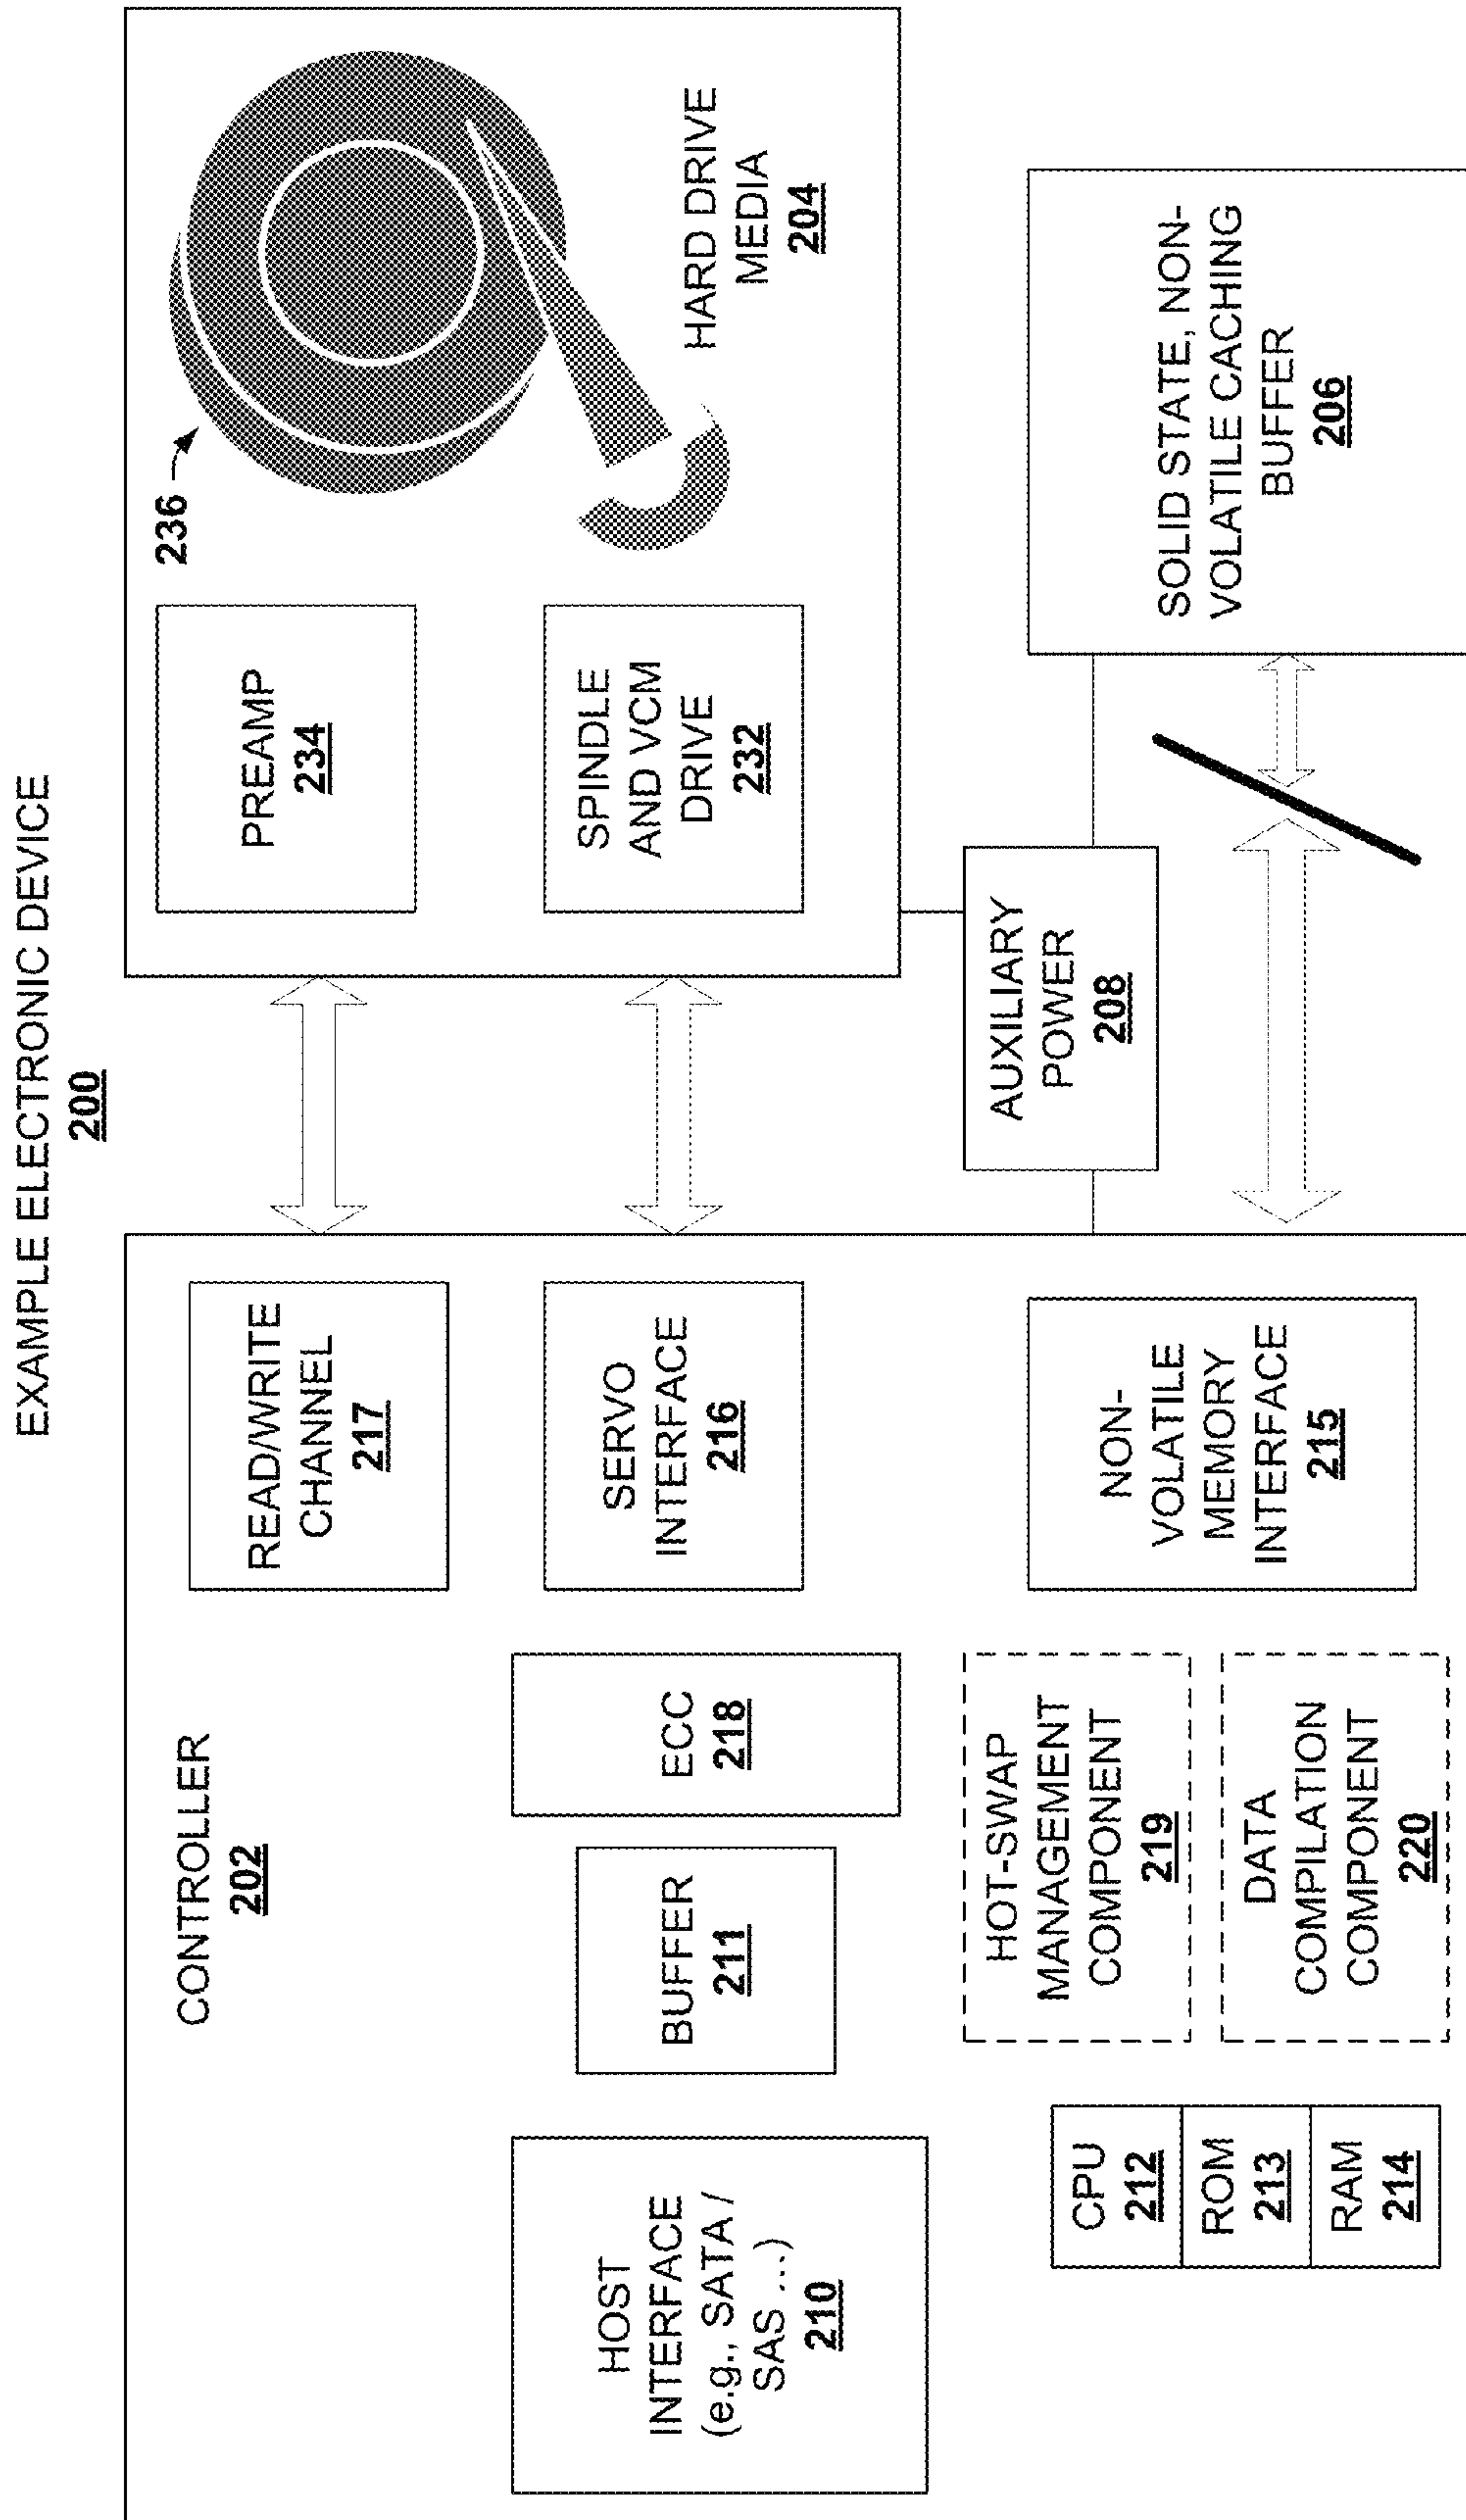 EXAMPLE ELECTRONIC DEVICE
200
CONTROLLER
202
HOST
INTERFACE
(e.g., SATA /
SAS ...)
210
BUFFER
211
ECC
218
READ/WRITE
CHANNEL
217
SERVO
INTERFACE
216
CPU
212
ROM
213
RAM
214
HOT-SWAP
MANAGEMENT
COMPONENT
219
DATA
COMPILATION
COMPONENT
220
NON-
VOLATILE
MEMORY
INTERFACE
215
PREAMP
234
236
SPINDLE
AND VCM
DRIVE
232
HARD DRIVE
MEDIA
204
AUXILIARY
POWER
208
SOLID STATE, NON-
VOLATILE CACHING
BUFFER
206